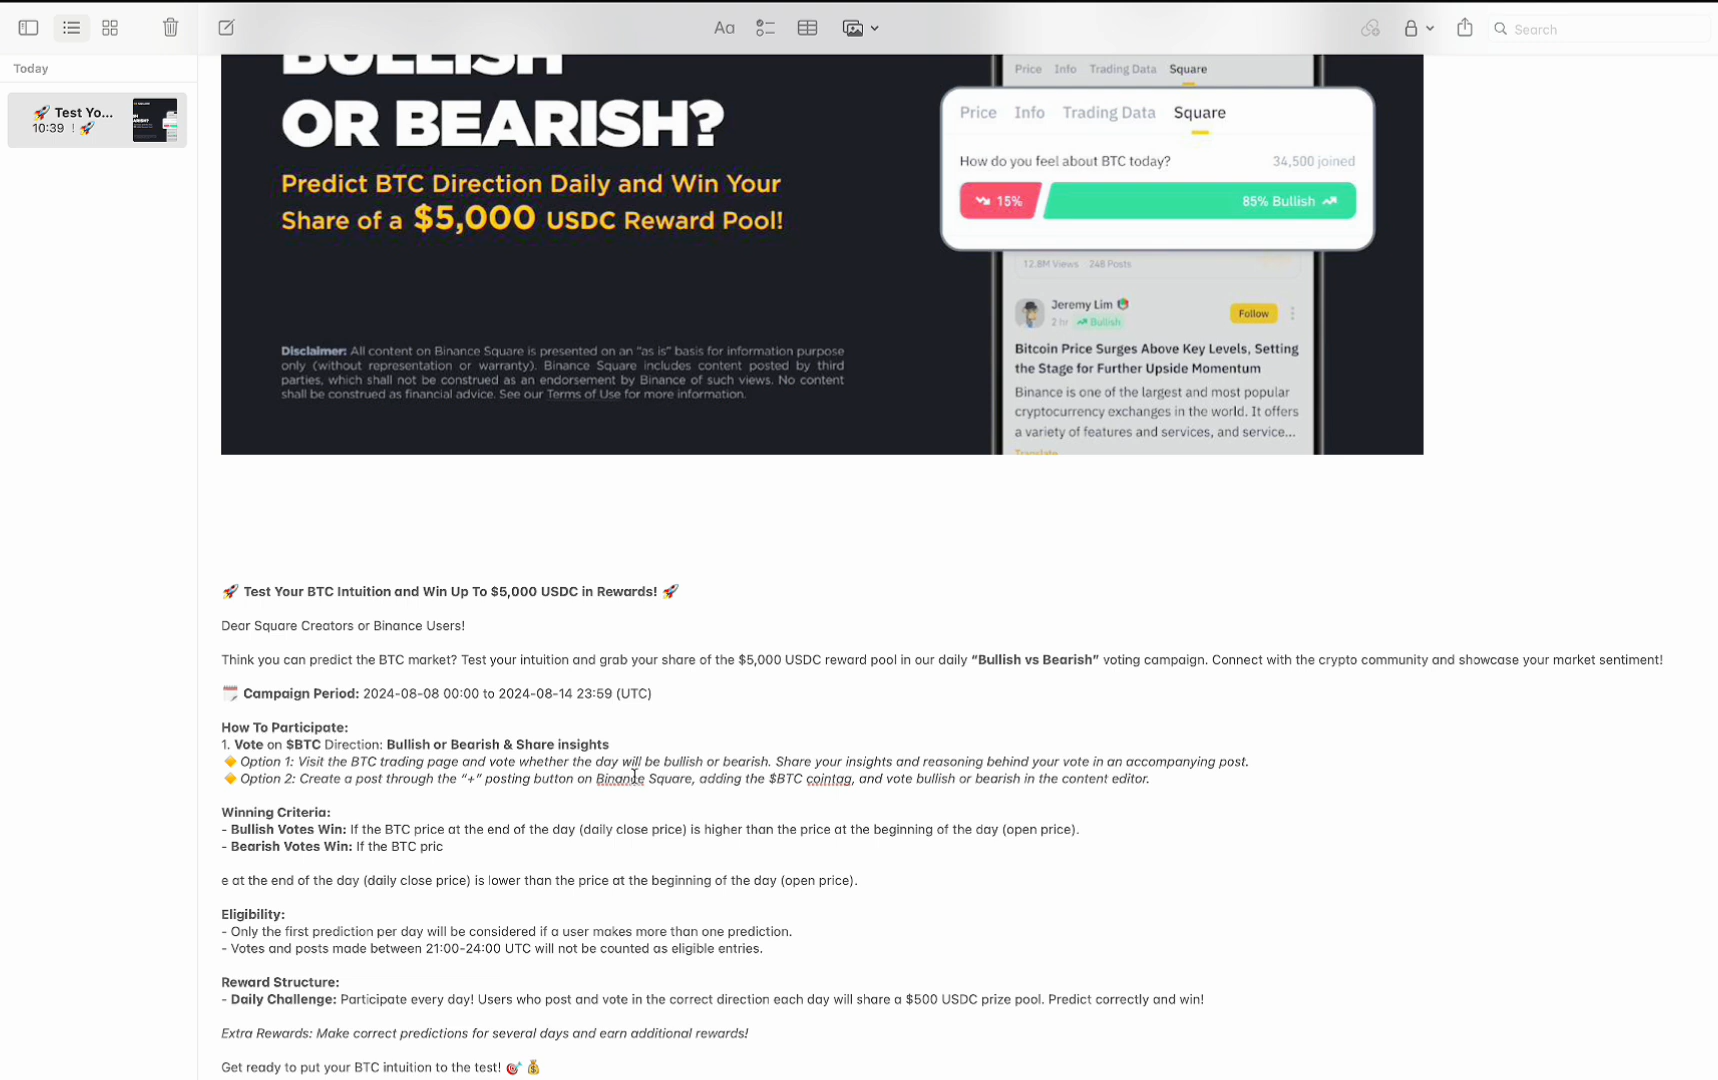 Search
Today
🚀 Test Yo...
10:39 ! 🚀
BULLISH
OR BEARISH?
Predict BTC Direction Daily and Win Your
Share of a $5,000 USDC Reward Pool!
Disclaimer: All content on Binance Square is presented on an "as is" basis for information purpose
only (without representation or warranty). Binance Square includes content posted by third
parties, which shall not be construed as an endorsement by Binance of such views. No content
shall be construed as financial advice. See our Terms of Use for more information.
Price Info Trading Data Square
Price Info Trading Data Square
How do you feel about BTC today? 34,500 joined
15% 85% Bullish
12.8M Views 248 Posts
Jeremy Lim
2 hr Bullish
Follow
Bitcoin Price Surges Above Key Levels, Setting
the Stage for Further Upside Momentum
Binance is one of the largest and most popular
cryptocurrency exchanges in the world. It offers
a variety of features and services, and service...
Translate
🚀 Test Your BTC Intuition and Win Up To $5,000 USDC in Rewards! 🚀
Dear Square Creators or Binance Users!
Think you can predict the BTC market? Test your intuition and grab your share of the $5,000 USDC reward pool in our daily “Bullish vs Bearish” voting campaign. Connect with the crypto community and showcase your market sentiment!
🗓️ Campaign Period: 2024-08-08 00:00 to 2024-08-14 23:59 (UTC)
How To Participate:
1. Vote on $BTC Direction: Bullish or Bearish & Share insights
🔸 Option 1: Visit the BTC trading page and vote whether the day will be bullish or bearish. Share your insights and reasoning behind your vote in an accompanying post.
🔸 Option 2: Create a post through the “+” posting button on Binance Square, adding the $BTC cointag, and vote bullish or bearish in the content editor.
Winning Criteria:
- Bullish Votes Win: If the BTC price at the end of the day (daily close price) is higher than the price at the beginning of the day (open price).
- Bearish Votes Win: If the BTC pric
e at the end of the day (daily close price) is lower than the price at the beginning of the day (open price).
Eligibility:
- Only the first prediction per day will be considered if a user makes more than one prediction.
- Votes and posts made between 21:00-24:00 UTC will not be counted as eligible entries.
Reward Structure:
- Daily Challenge: Participate every day! Users who post and vote in the correct direction each day will share a $500 USDC prize pool. Predict correctly and win!
Extra Rewards: Make correct predictions for several days and earn additional rewards!
Get ready to put your BTC intuition to the test! 🎯 💰